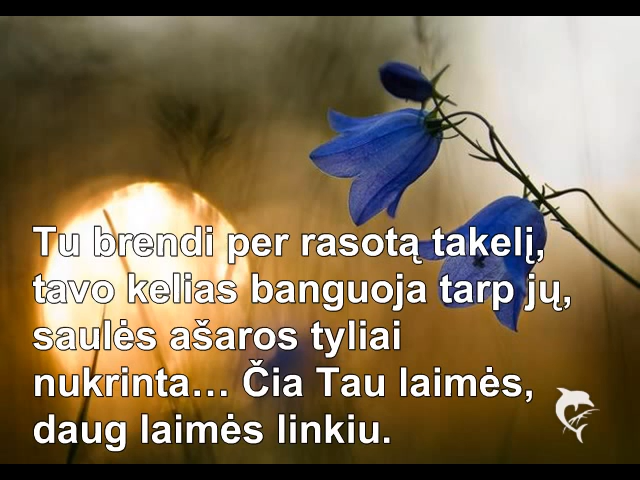 Tu brendi per rasotą takelį,
tavo kelias banguoja tarp jų,
saulės ašaros tyliai
nukrinta... Čia Tau laimės,
daug laimės linkiu.